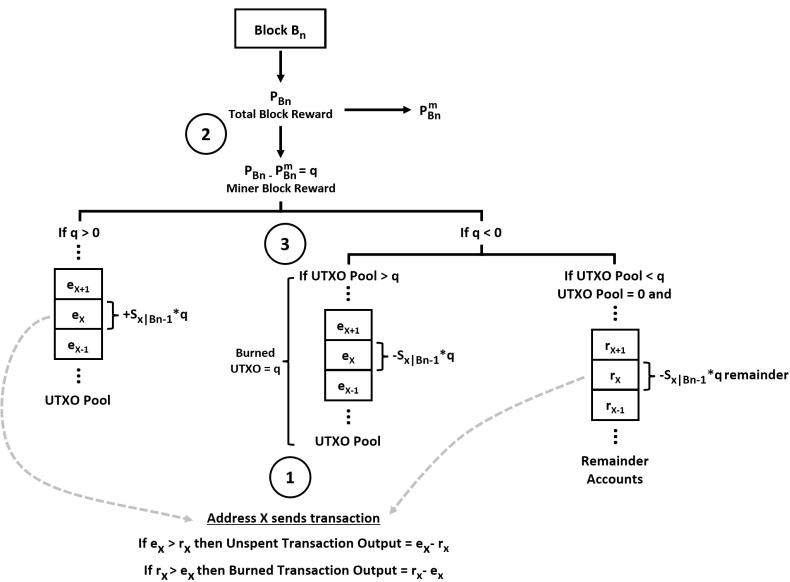 Block Bn
PBn
Total Block Reward
P^m_Bn
2
PBn - P^m_Bn = q
Miner Block Reward
3
If q > 0
eX+1
eX
eX-1
+Sx|Bn-1*q
UTXO Pool
If q < 0
If UTXO Pool > q
eX+1
eX
eX-1
-Sx|Bn-1*q
Burned
UTXO = q
UTXO Pool
If UTXO Pool < q
UTXO Pool = 0 and
rX+1
rX
rX-1
-Sx|Bn-1*q remainder
Remainder
Accounts
1
Address X sends transaction
If eX > rX then Unspent Transaction Output = eX- rX
If rX > eX then Burned Transaction Output = rX- eX